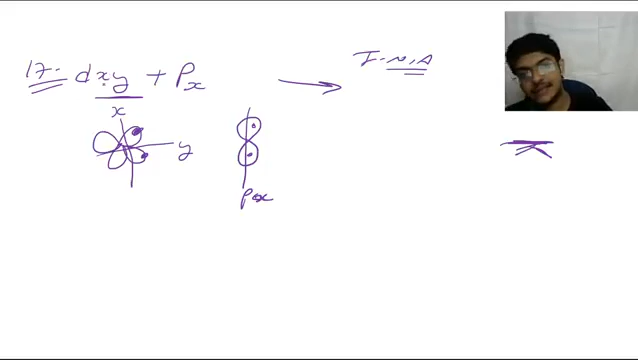 17. dxy + Px → I.M.A
x
y
Px